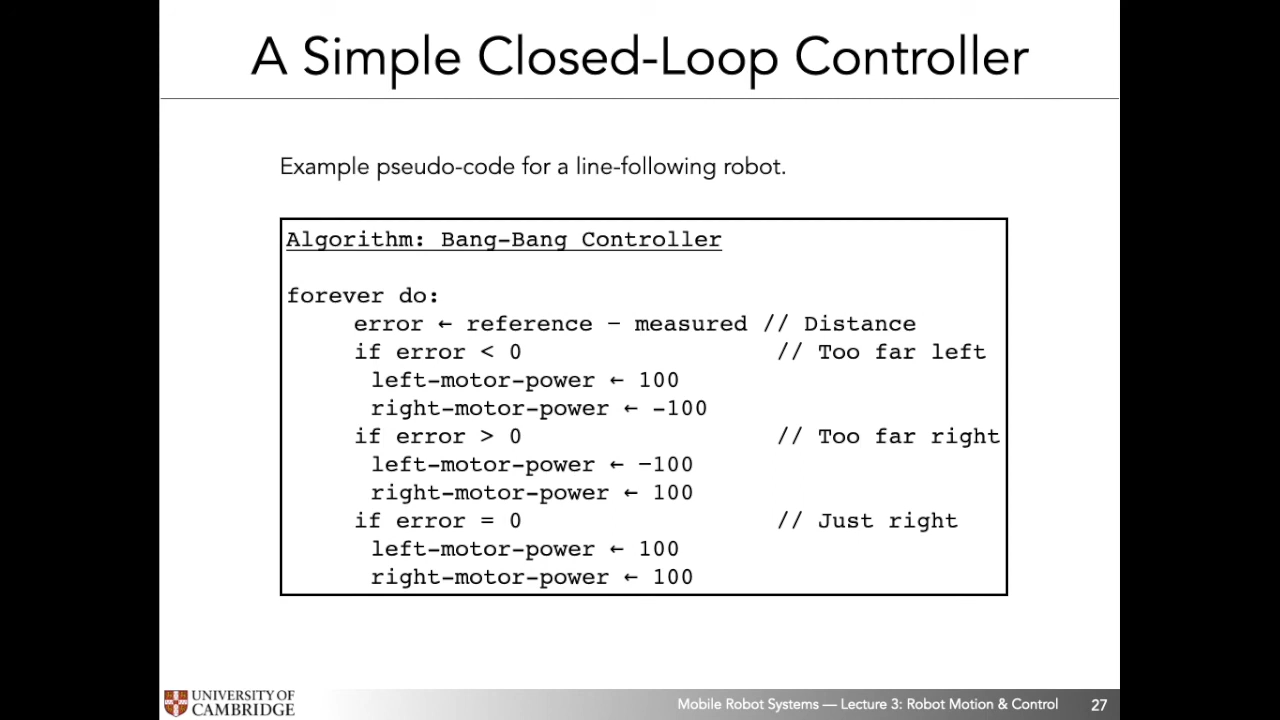 A Simple Closed-Loop Controller
Example pseudo-code for a line-following robot.
Algorithm: Bang-Bang Controller
forever do:
error ← reference – measured // Distance
if error < 0 // Too far left
left-motor-power ← 100
right-motor-power ← -100
if error > 0 // Too far right
left-motor-power ← –100
right-motor-power ← 100
if error = 0 // Just right
left-motor-power ← 100
right-motor-power ← 100
UNIVERSITY OF
CAMBRIDGE
Mobile Robot Systems — Lecture 3: Robot Motion & Control 27